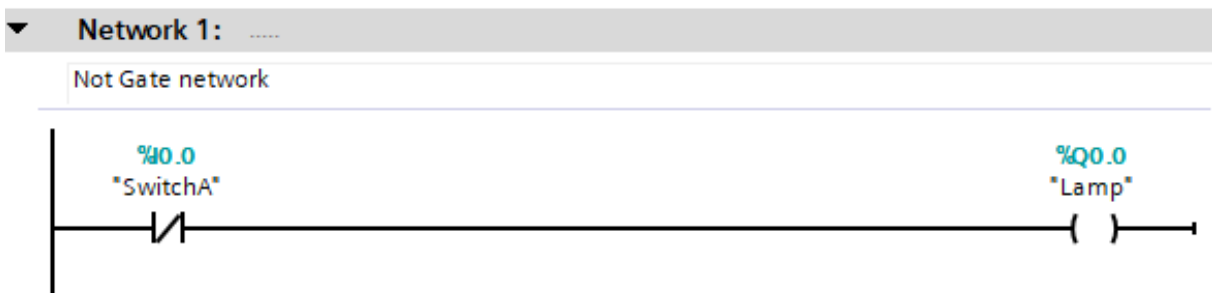 Network 1: .....
Not Gate network
%I0.0
%Q0.0
"SwitchA"
"Lamp"